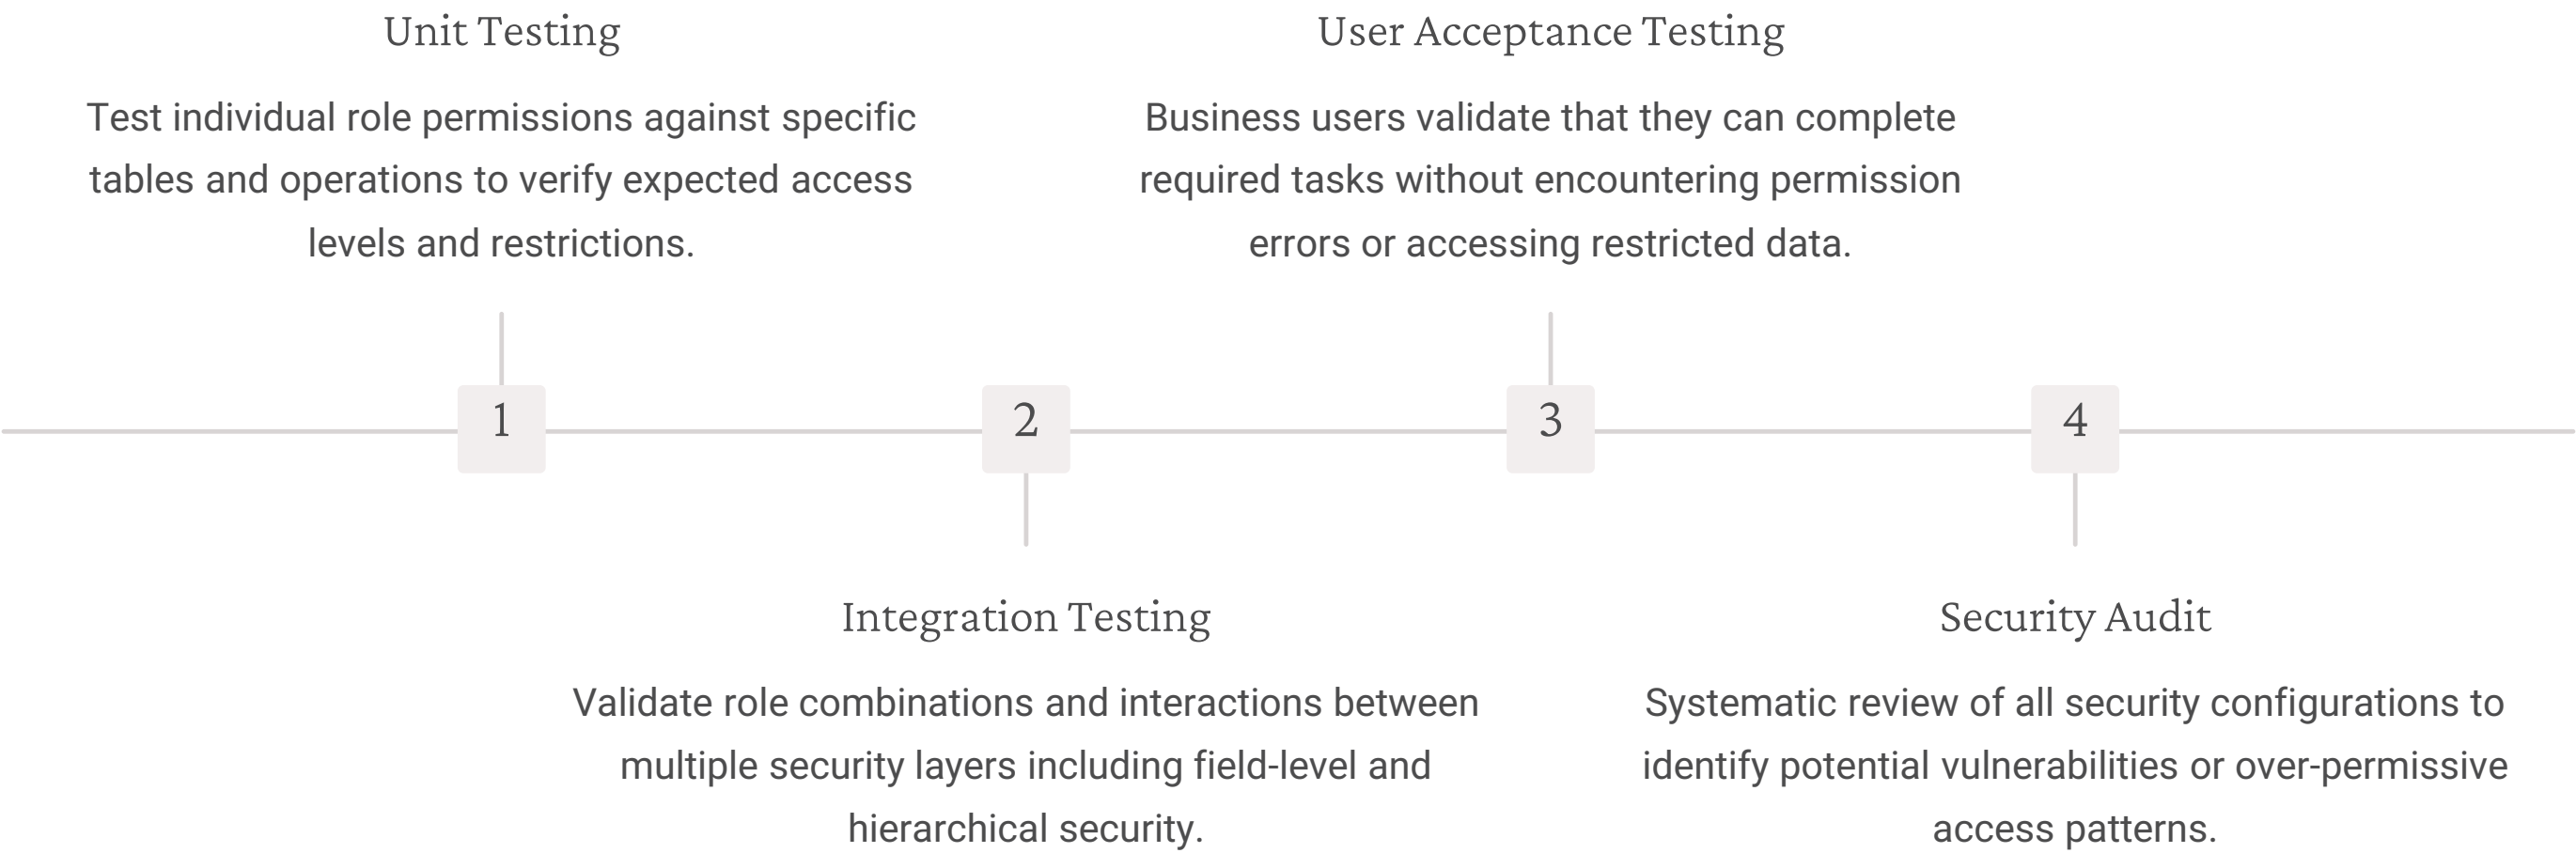 Unit Testing
Test individual role permissions against specific
tables and operations to verify expected access
levels and restrictions.
1
2
Integration Testing
Validate role combinations and interactions between
multiple security layers including field-level and
hierarchical security.
User Acceptance Testing
Business users validate that they can complete
required tasks without encountering permission
errors or accessing restricted data.
3
4
Security Audit
Systematic review of all security configurations to
identify potential vulnerabilities or over-permissive
access patterns.